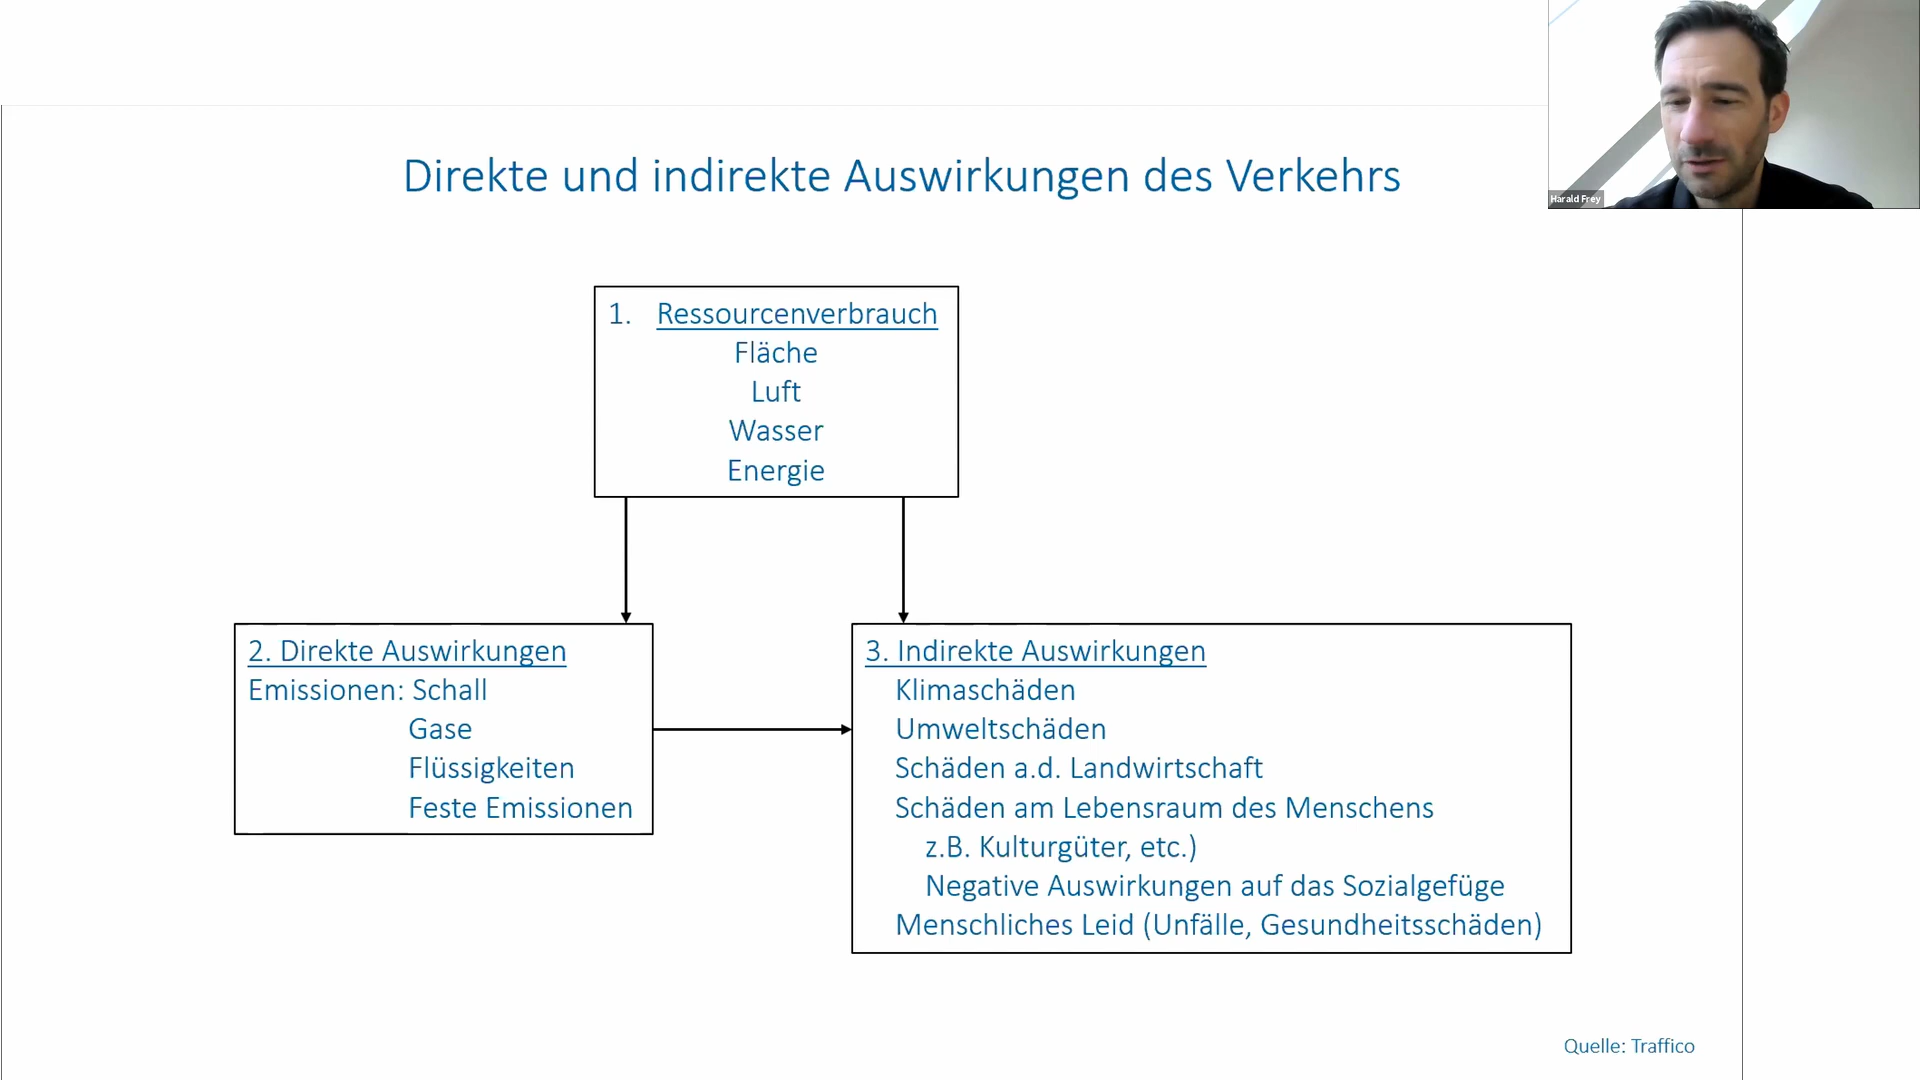 Harald Frey
Direkte und indirekte Auswirkungen des Verkehrs
1. Ressourcenverbrauch
Fläche
Luft
Wasser
Energie
2. Direkte Auswirkungen
Emissionen: Schall
Gase
Flüssigkeiten
Feste Emissionen
3. Indirekte Auswirkungen
Klimaschäden
Umweltschäden
Schäden a.d. Landwirtschaft
Schäden am Lebensraum des Menschens
z.B. Kulturgüter, etc.)
Negative Auswirkungen auf das Sozialgefüge
Menschliches Leid (Unfälle, Gesundheitsschäden)
Quelle: Traffico